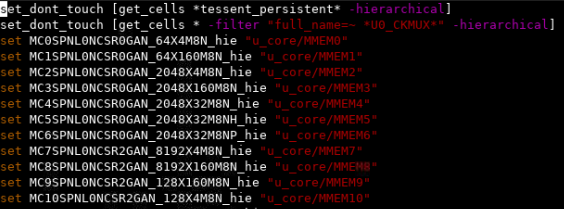 set_dont_touch [get_cells *tessent_persistent* -hierarchical]
set_dont_touch [get_cells * -filter "full_name=~ *U0_CKMUX*" -hierarchical]
set MC0SPNL0NCSR0GAN_64X4M8N_hie "u_core/MMEM0"
set MC1SPNL0NCSR0GAN_64X160M8N_hie "u_core/MMEM1"
set MC2SPNL0NCSR0GAN_2048X4M8N_hie "u_core/MMEM2"
set MC3SPNL0NCSR0GAN_2048X160M8N_hie "u_core/MMEM3"
set MC4SPNL0NCSR0GAN_2048X32M8N_hie "u_core/MMEM4"
set MC5SPNL0NCSR0GAN_2048X32M8NH_hie "u_core/MMEM5"
set MC6SPNL0NCSR0GAN_2048X32M8NP_hie "u_core/MMEM6"
set MC7SPNL0NCSR2GAN_8192X4M8N_hie "u_core/MMEM7"
set MC8SPNL0NCSR2GAN_8192X160M8N_hie "u_core/MMEM8"
set MC9SPNL0NCSR2GAN_128X160M8N_hie "u_core/MMEM9"
set MC10SPNL0NCSR2GAN_128X4M8N_hie "u_core/MMEM10"